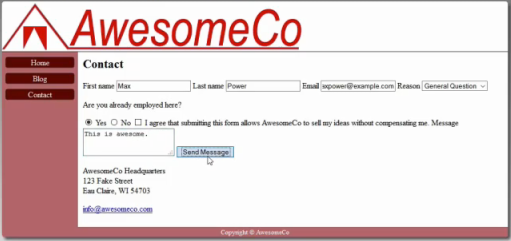 AwesomeCo
Home
Blog
Contact
Contact
First name Max Last name Power Email xxpower@example.com Reason General Question
Are you already employed here?
Yes No I agree that submitting this form allows AwesomeCo to sell my ideas without compensating me. Message
This is awesome.
Send Message
AwesomeCo Headquarters
123 Fake Street
Eau Claire, WI 54703
info@awesomeco.com
Copyright © AwesomeCo